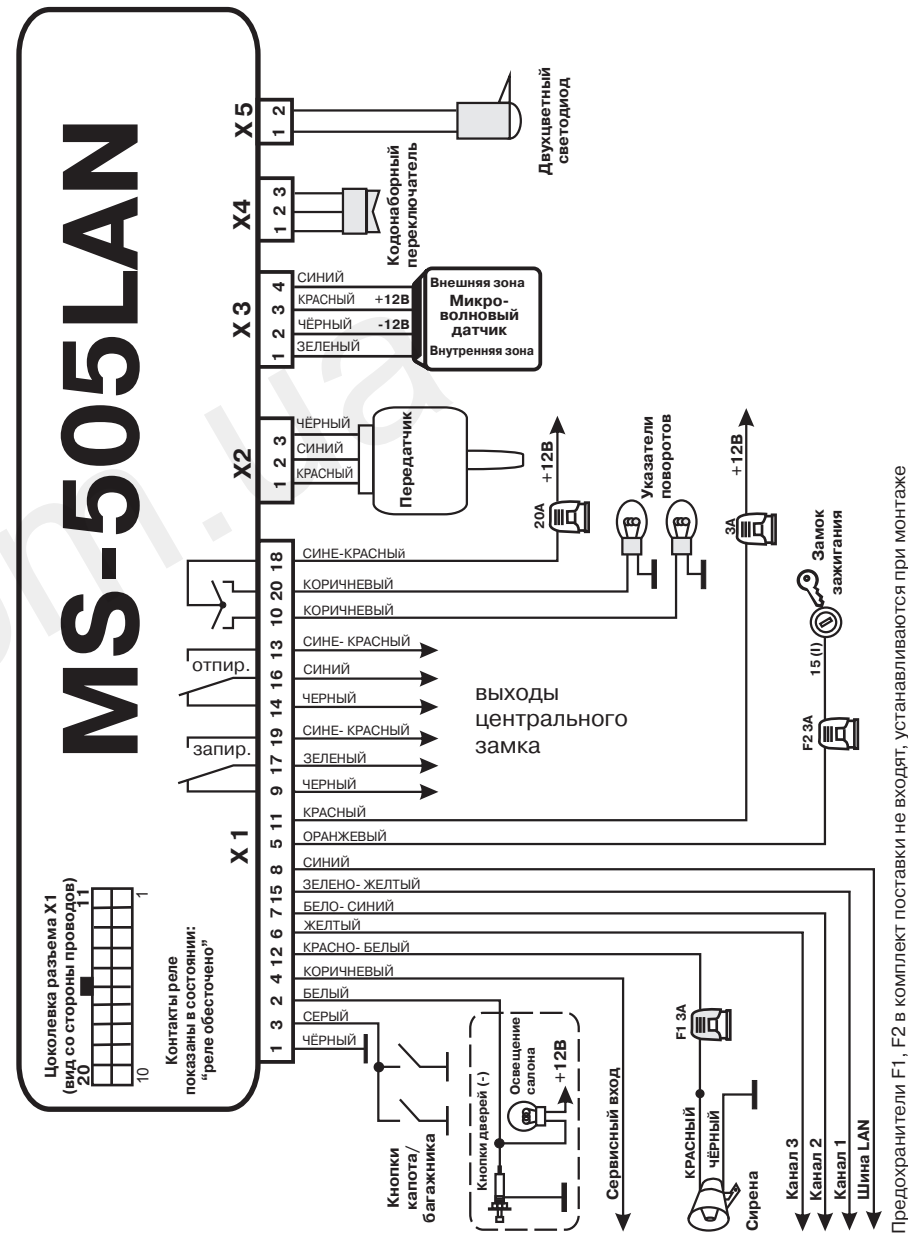 MS-505LAN
Цоколевка разъема X1
(вид со стороны проводов)
20 11
10 1
Контакты реле
показаны в состоянии:
"реле обесточено"
запир.
отпир.
X 1
1 3 2 4 12 6 7 15 8 5 11 9 17 19 14 16 13 10 20 18
X2
1 2 3
X 3
1 2 3 4
X4
1 2 3
X 5
1 2
ЧЁРНЫЙ
СЕРЫЙ
БЕЛЫЙ
КОРИЧНЕВЫЙ
КРАСНО- БЕЛЫЙ
ЖЕЛТЫЙ
БЕЛО- СИНИЙ
ЗЕЛЕНО- ЖЕЛТЫЙ
СИНИЙ
ОРАНЖЕВЫЙ
КРАСНЫЙ
ЧЕРНЫЙ
ЗЕЛЕНЫЙ
СИНЕ- КРАСНЫЙ
ЧЕРНЫЙ
СИНИЙ
СИНЕ- КРАСНЫЙ
КОРИЧНЕВЫЙ
КОРИЧНЕВЫЙ
СИНЕ-КРАСНЫй
КРАСНЫЙ
СИНИЙ
ЧЁРНЫЙ
Передатчик
ЗЕЛЕНЫЙ
ЧЁРНЫЙ -12В
КРАСНЫЙ +12В
СИНИЙ
Внешняя зона
Микро-
волновый
датчик
Внутренняя зона
Кодонаборный
переключатель
Двухцветный
светодиод
выходы
центрального
замка
20А
+12В
Указатели
поворотов
3А
+12В
Замок
зажигания
15 (I)
F2 3А
Кнопки
капота/
багажника
Кнопки дверей (-)
Освещение
салона
+12В
Сервисный вход
F1 3А
КРАСНЫЙ
ЧЁРНЫЙ
Сирена
Канал 3
Канал 2
Канал 1
Шина LAN
Предохранители F1, F2 в комплект поставки не входят, устанавливаются при монтаже
om.ua